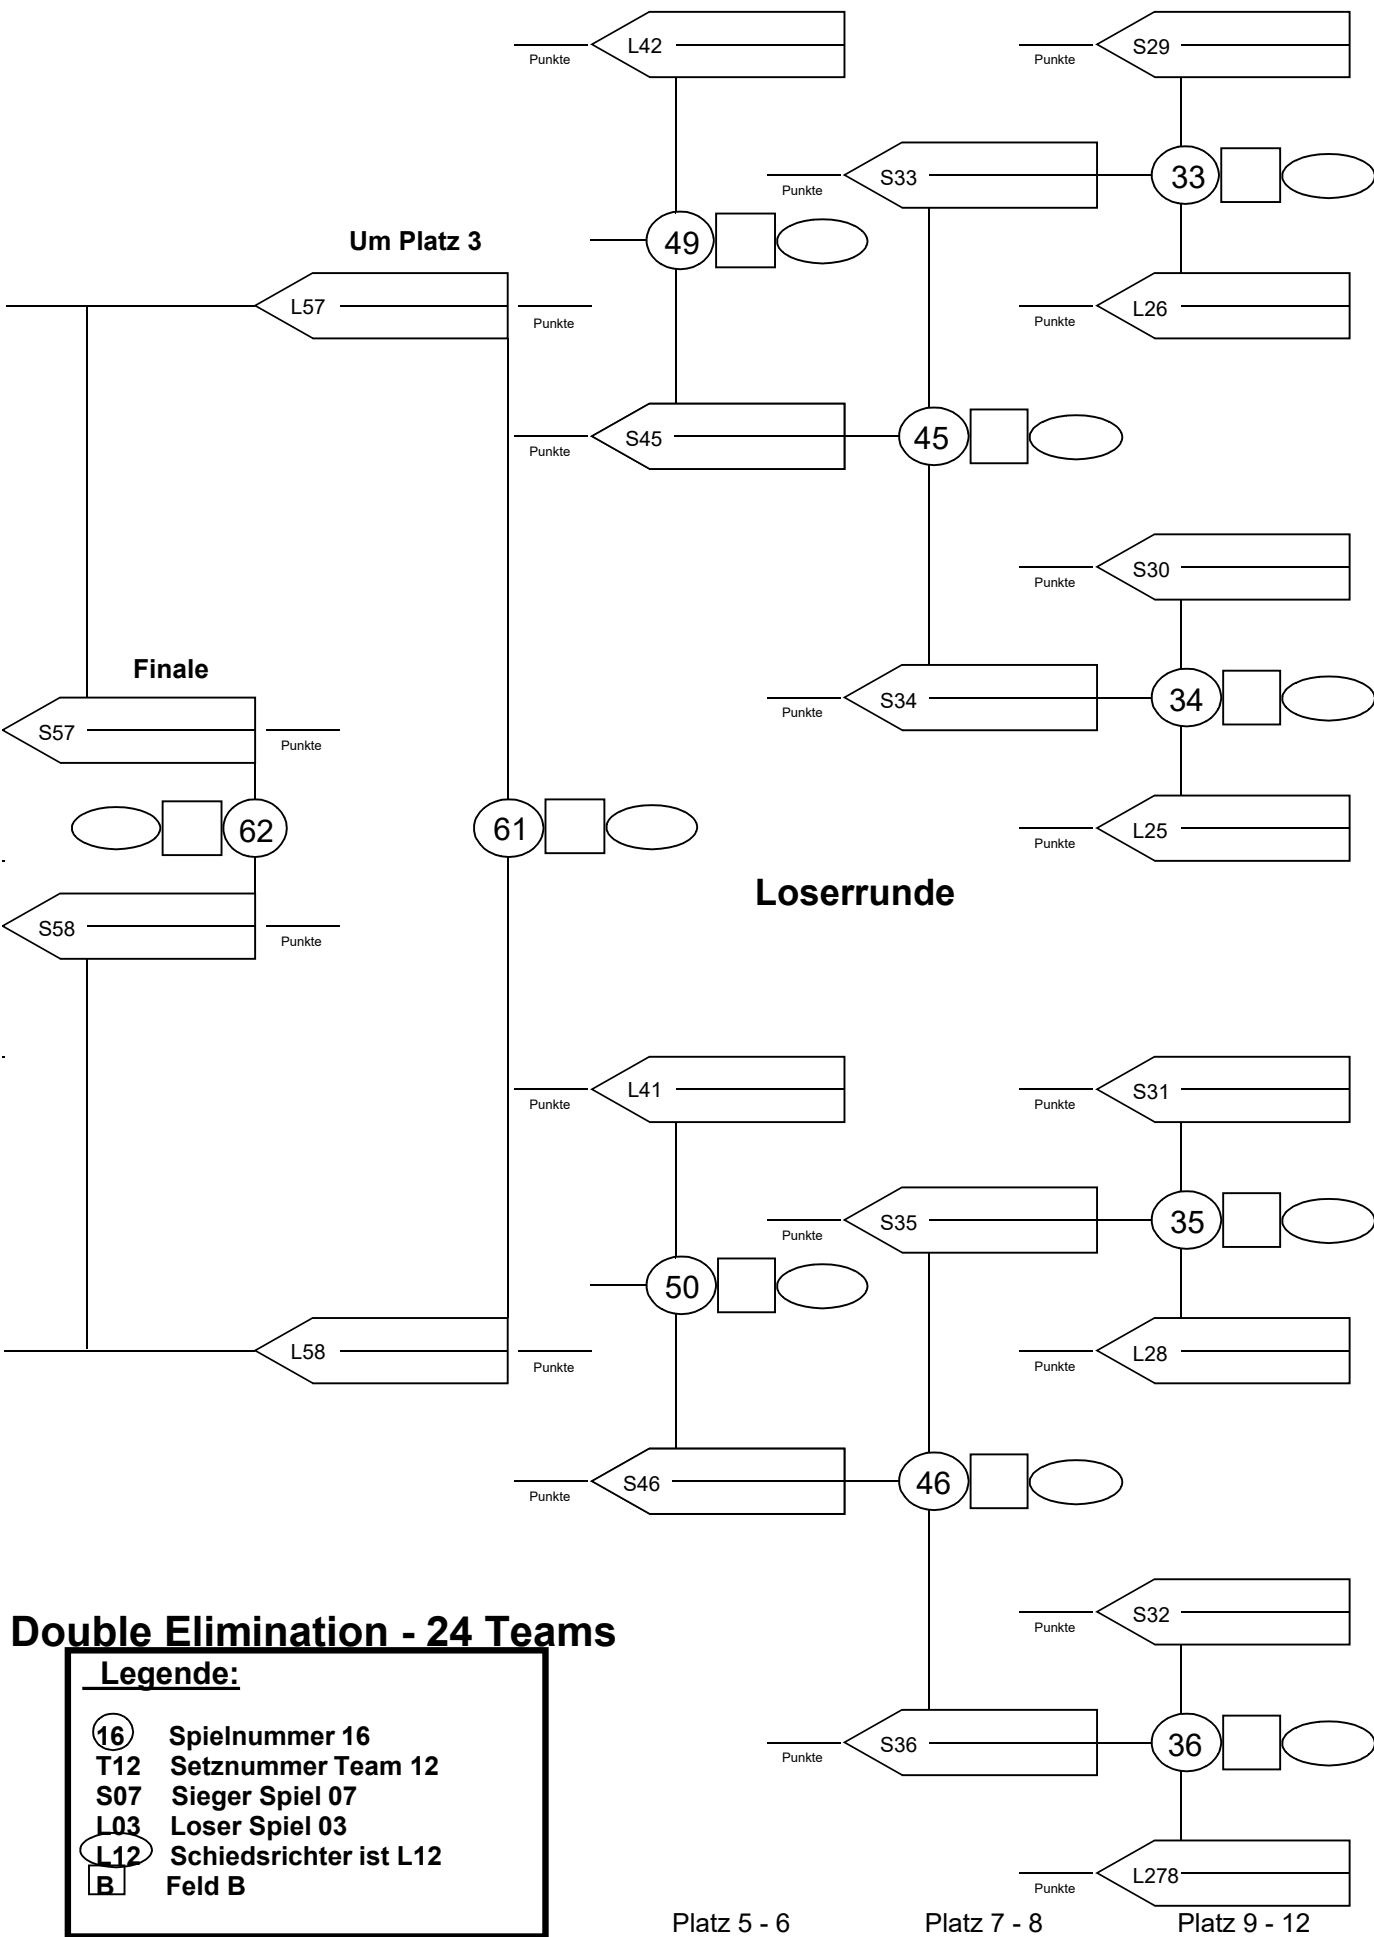 L42
Punkte
S29
Punkte
S33
Punkte
33
Um Platz 3
49
L57
Punkte
L26
Punkte
S45
Punkte
45
S30
Punkte
Finale
S34
Punkte
34
S57
Punkte
62
61
L25
Punkte
Loserrunde
S58
Punkte
L41
Punkte
S31
Punkte
S35
Punkte
35
50
L58
Punkte
L28
Punkte
S46
Punkte
46
S32
Punkte
Double Elimination - 24 Teams
Legende:
16 Spielnummer 16
T12 Setznummer Team 12
S07 Sieger Spiel 07
L03 Loser Spiel 03
L12 Schiedsrichter ist L12
B Feld B
S36
Punkte
36
L278
Punkte
Platz 5 - 6 Platz 7 - 8 Platz 9 - 12